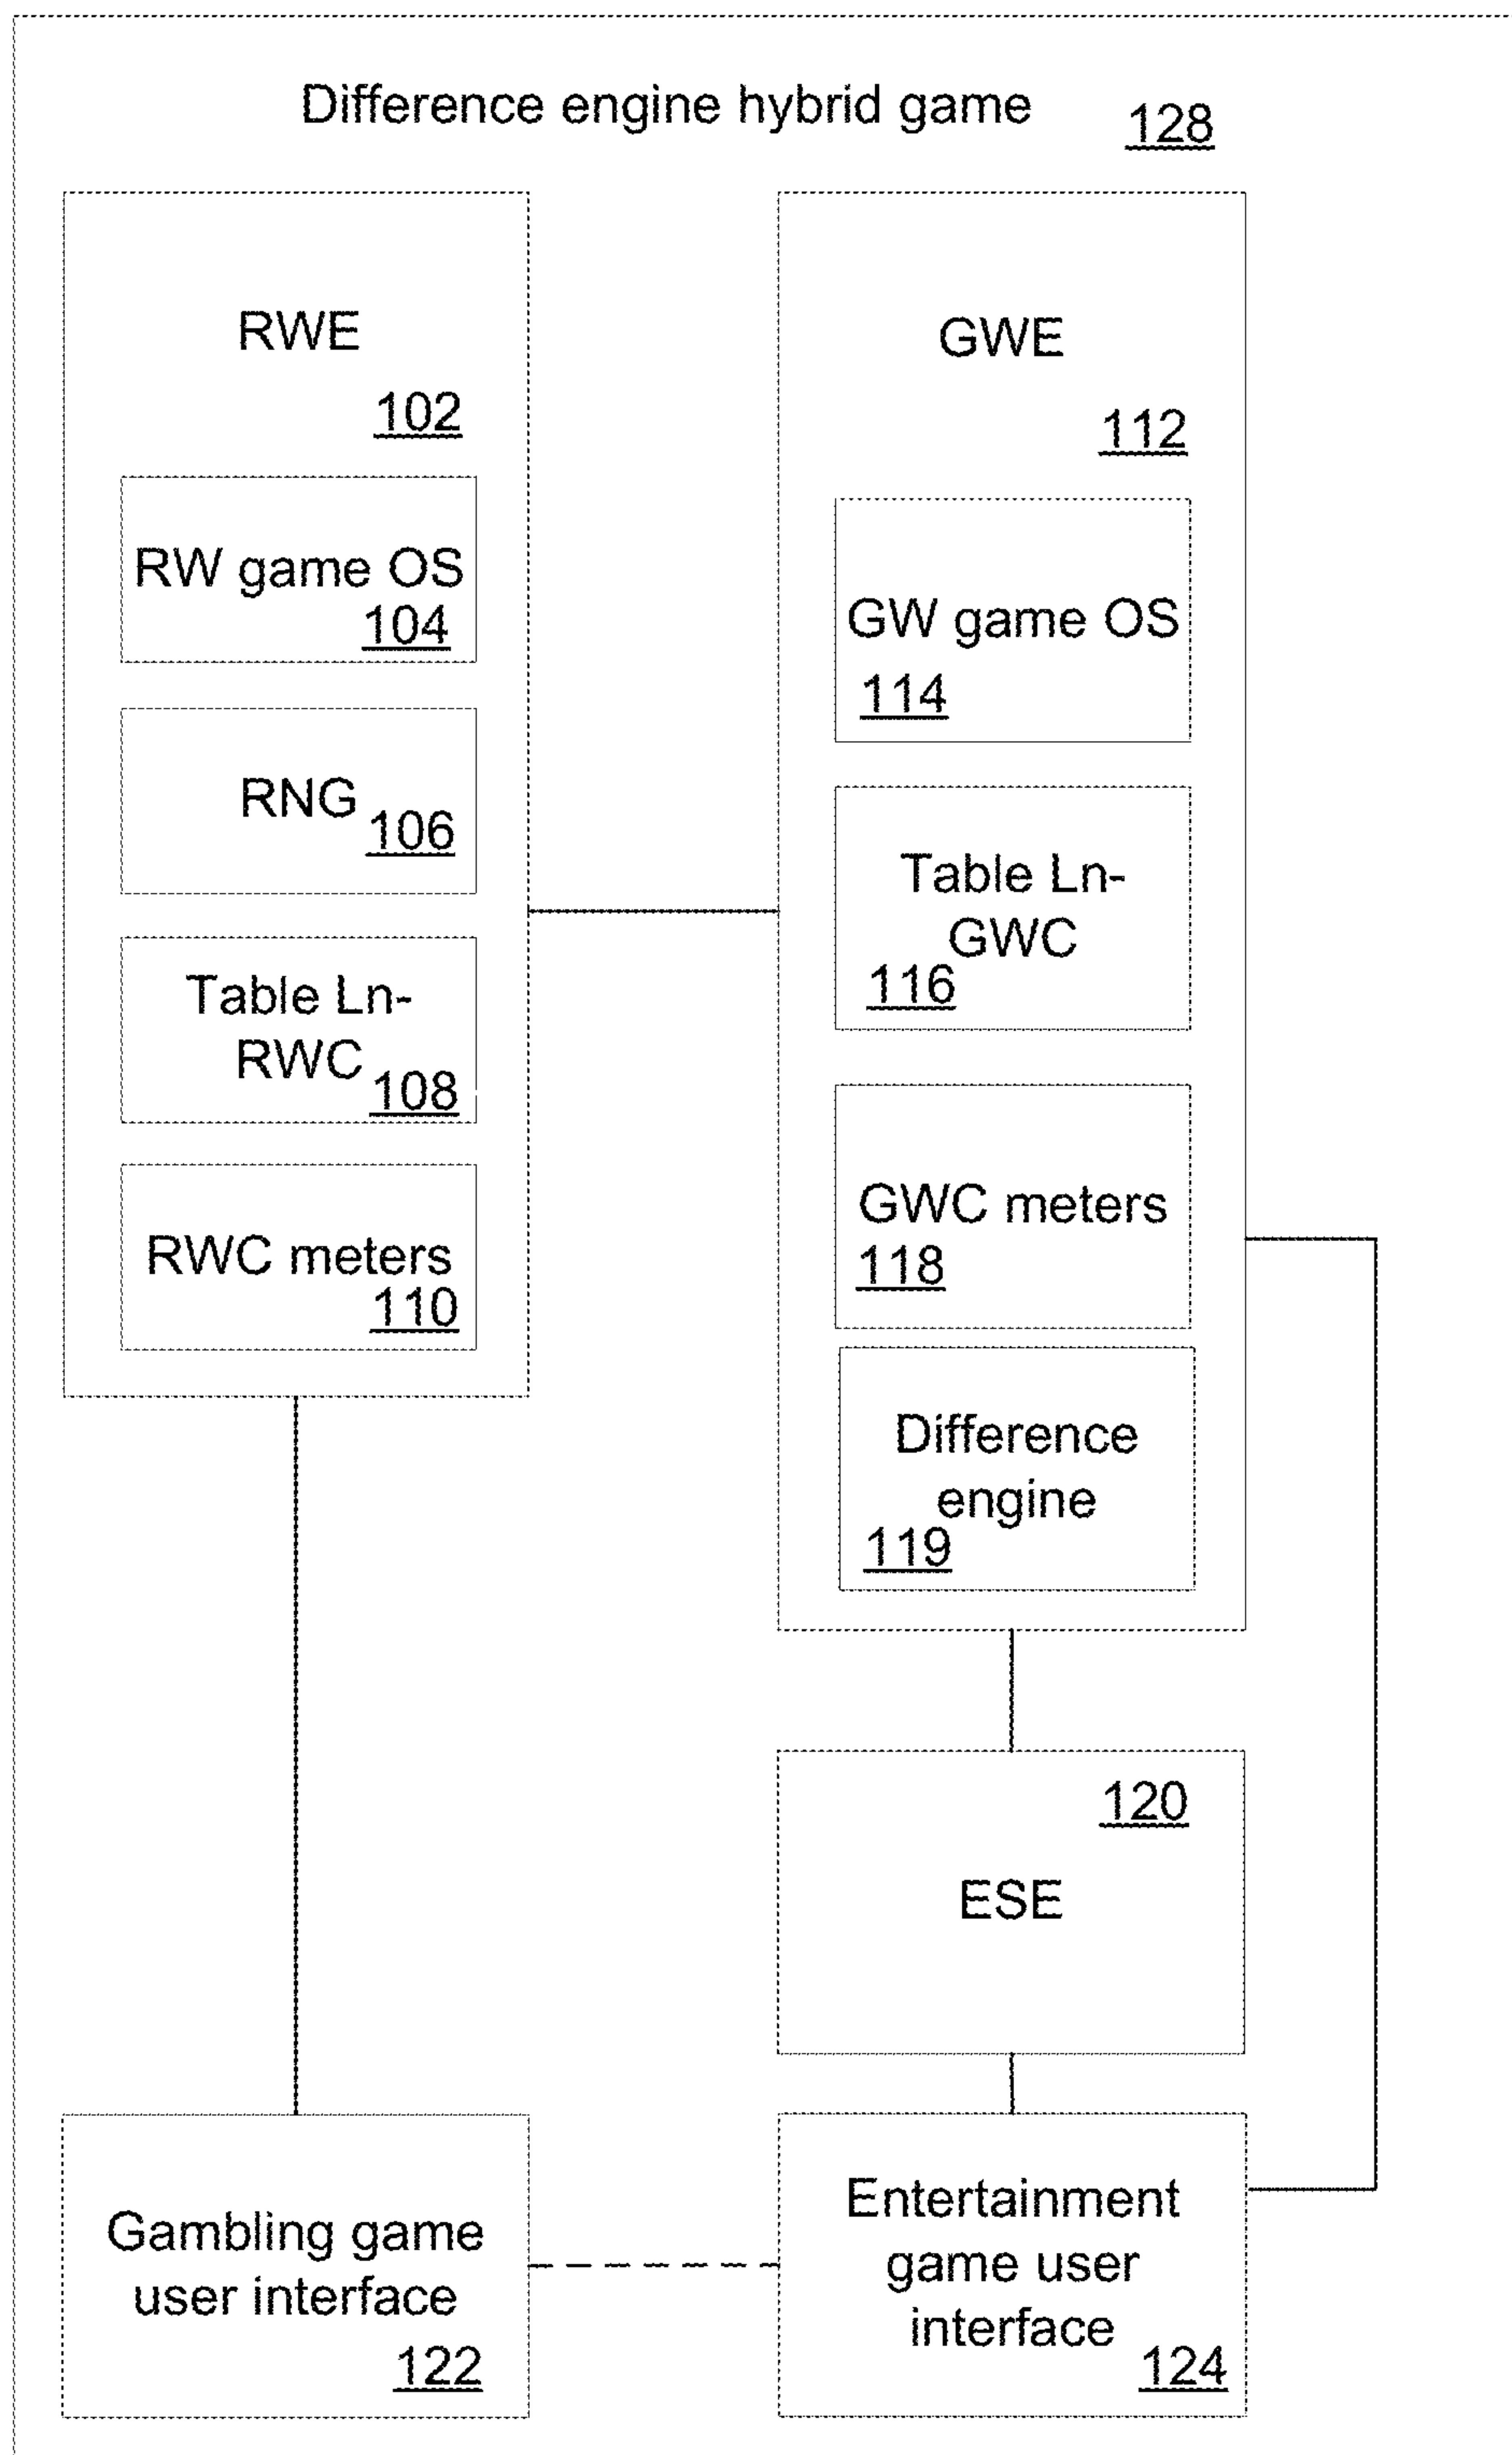 Difference engine hybrid game
128
RWE
102
RW game OS
104
RNG
106
Table Ln-
RWC
108
RWC meters
110
GWE
112
GW game OS
114
Table Ln-
GWC
116
GWC meters
118
Difference
engine
119
120
ESE
Gambling game
user interface
122
Entertainment
game user
interface
124